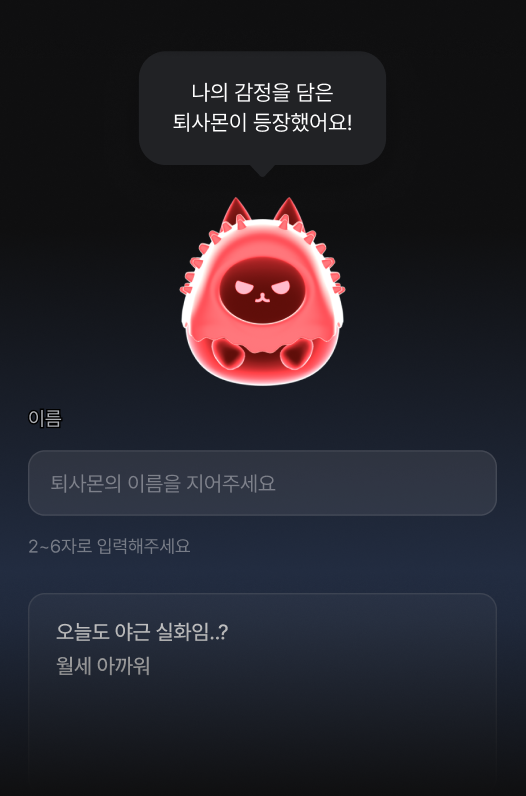 나의 감정을 담은
퇴사몬이 등장했어요!
이름
퇴사몬의 이름을 지어주세요
2~6자로 입력해주세요
오늘도 야근 실화임..?
월세 아까워